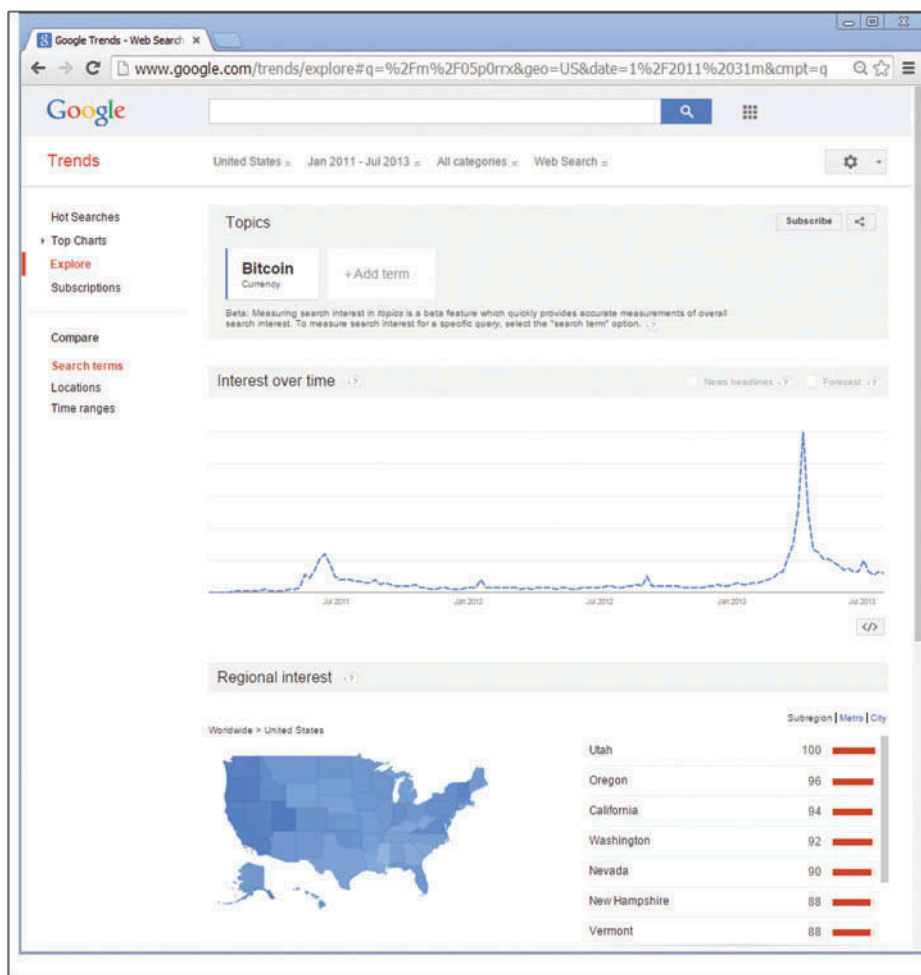 Google Trends - Web Search
www.google.com/trends/explore#q=%2Fm%2F05p0rrx&geo=US&date=1%2F2011%2031m&cmpt=q
Google
Trends
United States
Jan 2011 - Jul 2013
All categories
Web Search
Hot Searches
Top Charts
Explore
Subscriptions
Compare
Search terms
Locations
Time ranges
Topics
Subscribe
Bitcoin
Currency
+Add term
Beta: Measuring search interest in topics is a beta feature which quickly provides accurate measurements of overall
search interest. To measure search interest for a specific query, select the "search term" option. ?
Interest over time ?
News headlines ?
Forecast ?
Jul 2011
Jan 2012
Jul 2012
Jan 2013
Jul 2013
</>
Regional interest ?
Subregion | Metro | City
Worldwide > United States
Utah 100
Oregon 96
California 94
Washington 92
Nevada 90
New Hampshire 88
Vermont 88